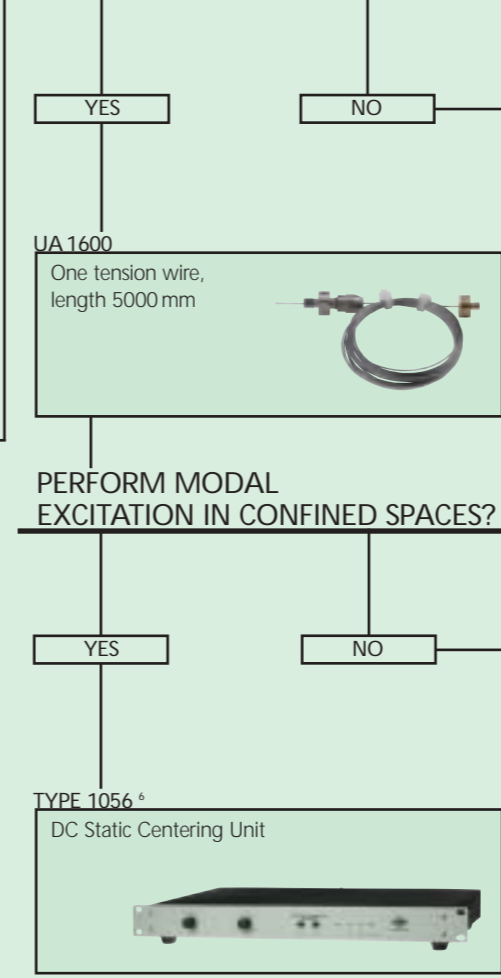 YES
NO
UA 1600
One tension wire,
length 5000 mm
PERFORM MODAL
EXCITATION IN CONFINED SPACES?
YES
NO
TYPE 1056 ⁶
DC Static Centering Unit